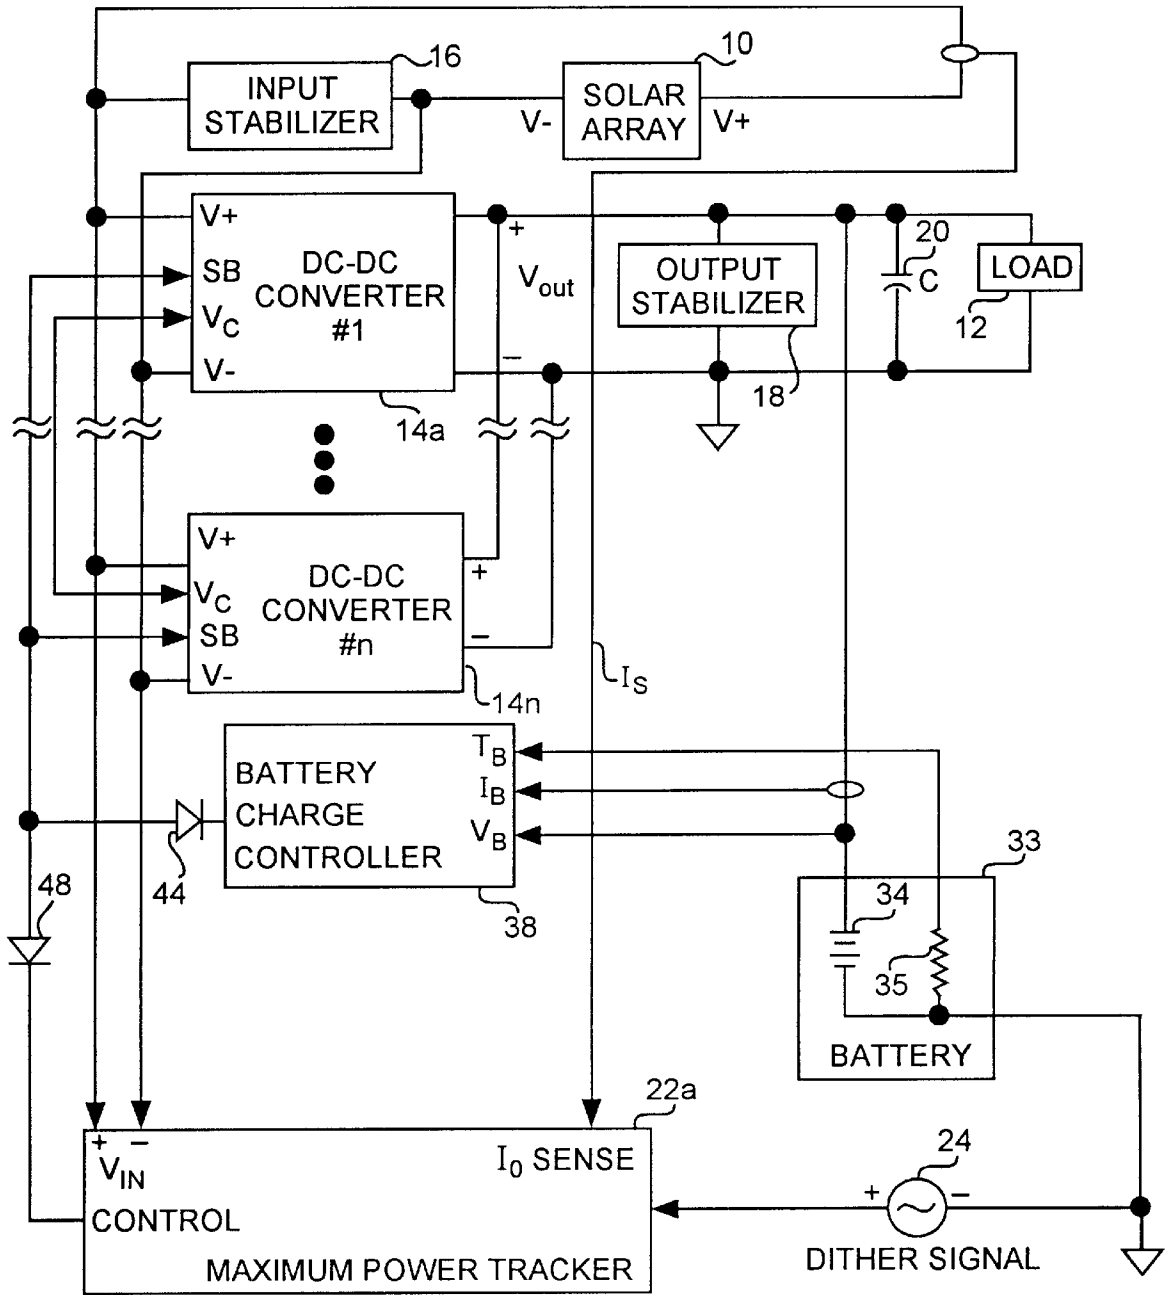 16
10
INPUT
STABILIZER
SOLAR
ARRAY
V-
V+
V+
SB
VC
V-
DC-DC
CONVERTER
#1
+
Vout
−
14a
OUTPUT
STABILIZER
18
20
C
LOAD
12
V+
VC
SB
V-
DC-DC
CONVERTER
#n
+
−
14n
IS
TB
IB
VB
BATTERY
CHARGE
CONTROLLER
38
44
48
33
34
35
BATTERY
22a
+ −
VIN
I0 SENSE
CONTROL
MAXIMUM POWER TRACKER
24
+ −
DITHER SIGNAL